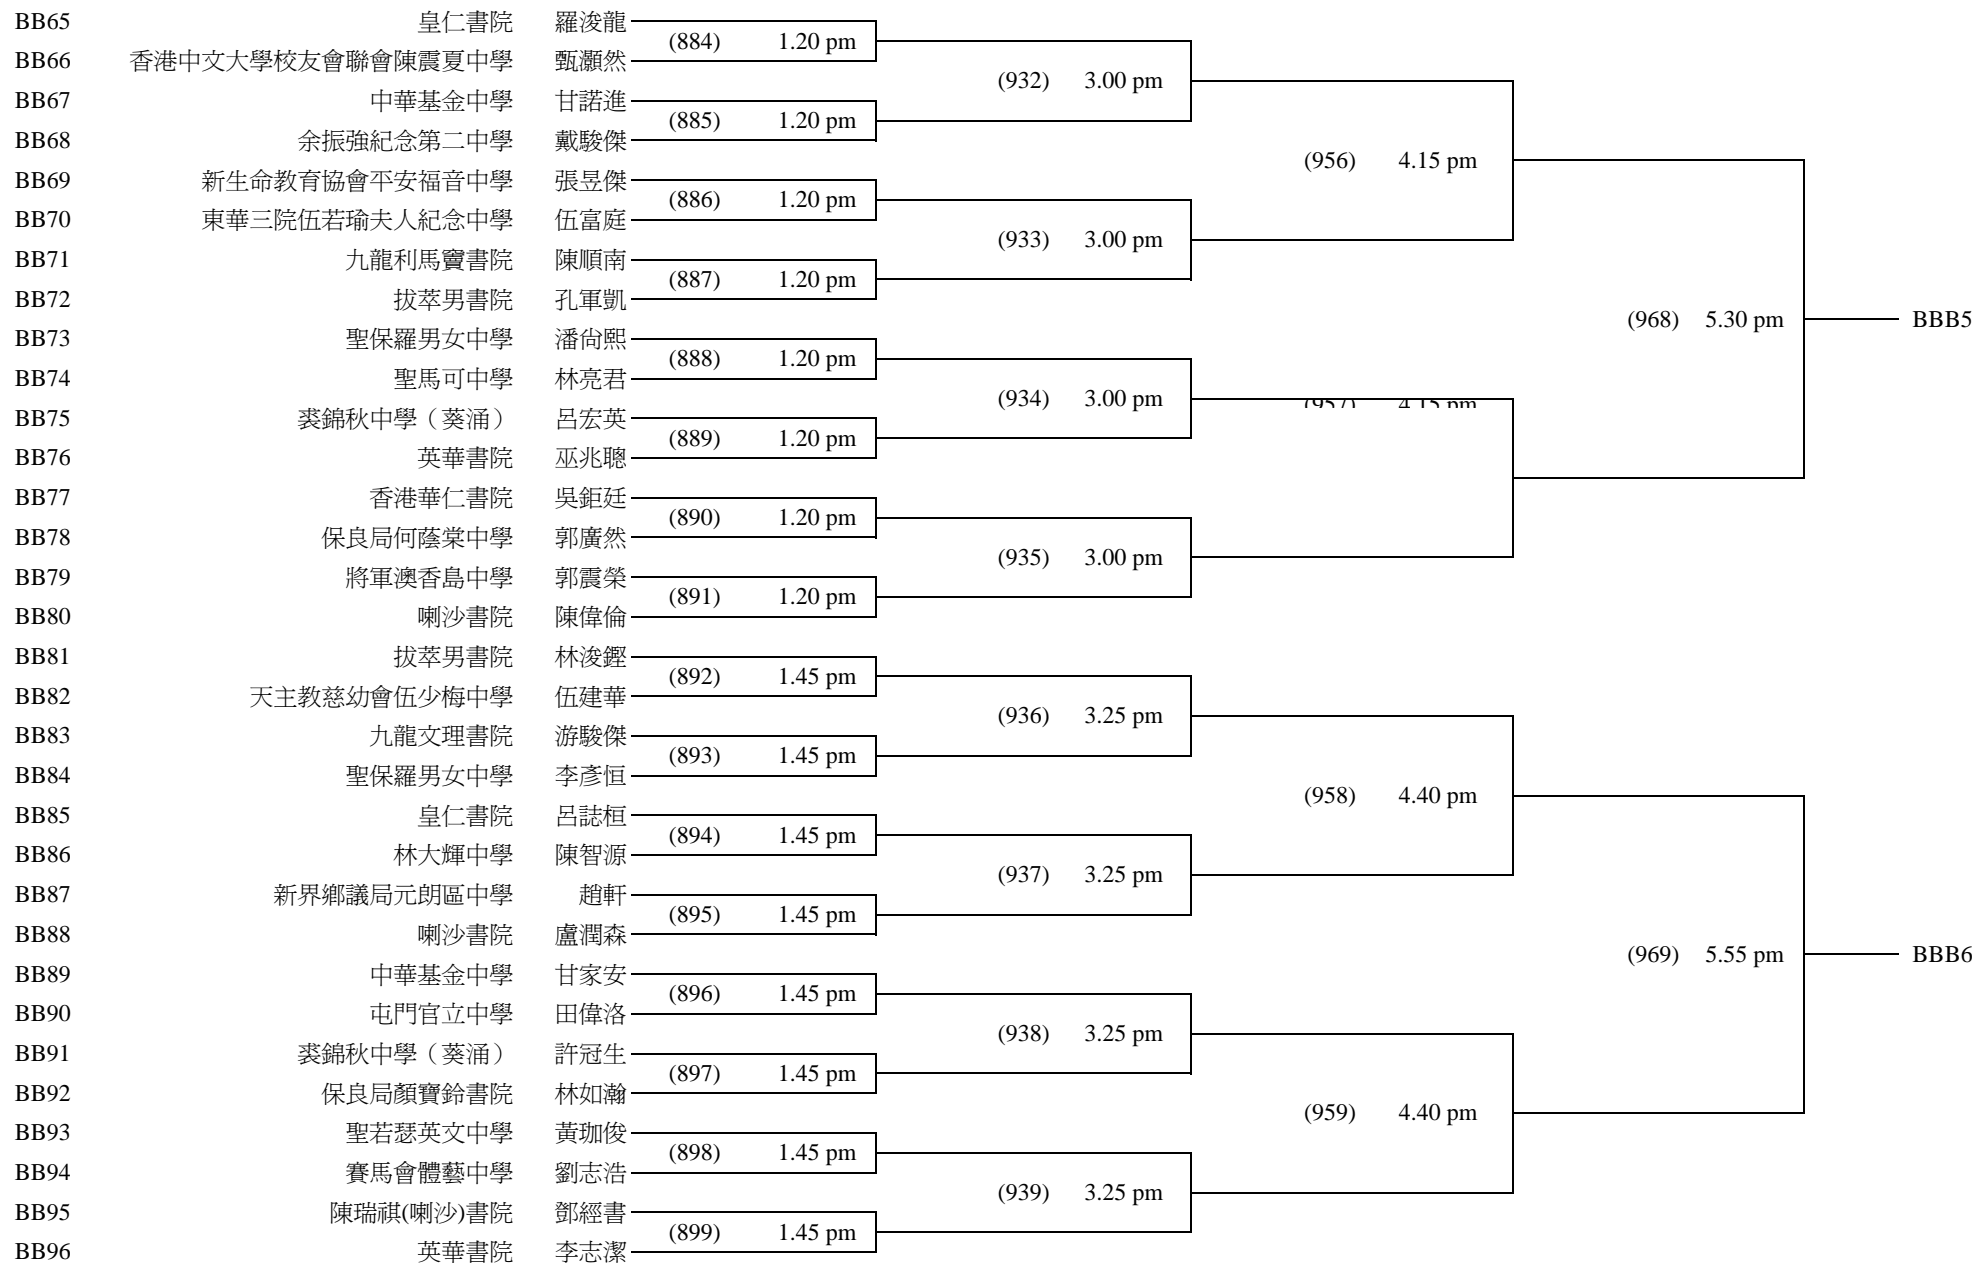 BB65 皇仁書院 羅浚龍
(884) 1.20 pm
BB66 香港中文大學校友會聯會陳震夏中學 甄灝然
(932) 3.00 pm
BB67 中華基金中學 甘諾進
(885) 1.20 pm
BB68 余振強紀念第二中學 戴駿傑
(956) 4.15 pm
BB69 新生命教育協會平安福音中學 張昱傑
(886) 1.20 pm
BB70 東華三院伍若瑜夫人紀念中學 伍富庭
(933) 3.00 pm
BB71 九龍利馬竇書院 陳順南
(887) 1.20 pm
BB72 拔萃男書院 孔軍凱
(968) 5.30 pm BBB5
BB73 聖保羅男女中學 潘尙熙
(888) 1.20 pm
BB74 聖馬可中學 林亮君
(934) 3.00 pm
(957) 4.15 pm
BB75 裘錦秋中學（葵涌） 呂宏英
(889) 1.20 pm
BB76 英華書院 巫兆聰
BB77 香港華仁書院 吳鉅廷
(890) 1.20 pm
BB78 保良局何蔭棠中學 郭廣然
(935) 3.00 pm
BB79 將軍澳香島中學 郭震榮
(891) 1.20 pm
BB80 喇沙書院 陳偉倫
BB81 拔萃男書院 林浚鏗
(892) 1.45 pm
BB82 天主教慈幼會伍少梅中學 伍建華
(936) 3.25 pm
BB83 九龍文理書院 游駿傑
(893) 1.45 pm
BB84 聖保羅男女中學 李彥恒
(958) 4.40 pm
BB85 皇仁書院 呂誌桓
(894) 1.45 pm
BB86 林大輝中學 陳智源
(937) 3.25 pm
BB87 新界鄉議局元朗區中學 趙軒
(895) 1.45 pm
BB88 喇沙書院 盧潤森
(969) 5.55 pm BBB6
BB89 中華基金中學 甘家安
(896) 1.45 pm
BB90 屯門官立中學 田偉洛
(938) 3.25 pm
BB91 裘錦秋中學（葵涌） 許冠生
(897) 1.45 pm
BB92 保良局顏寶鈴書院 林如瀚
(959) 4.40 pm
BB93 聖若瑟英文中學 黃珈俊
(898) 1.45 pm
BB94 賽馬會體藝中學 劉志浩
(939) 3.25 pm
BB95 陳瑞祺(喇沙)書院 鄧經書
(899) 1.45 pm
BB96 英華書院 李志潔